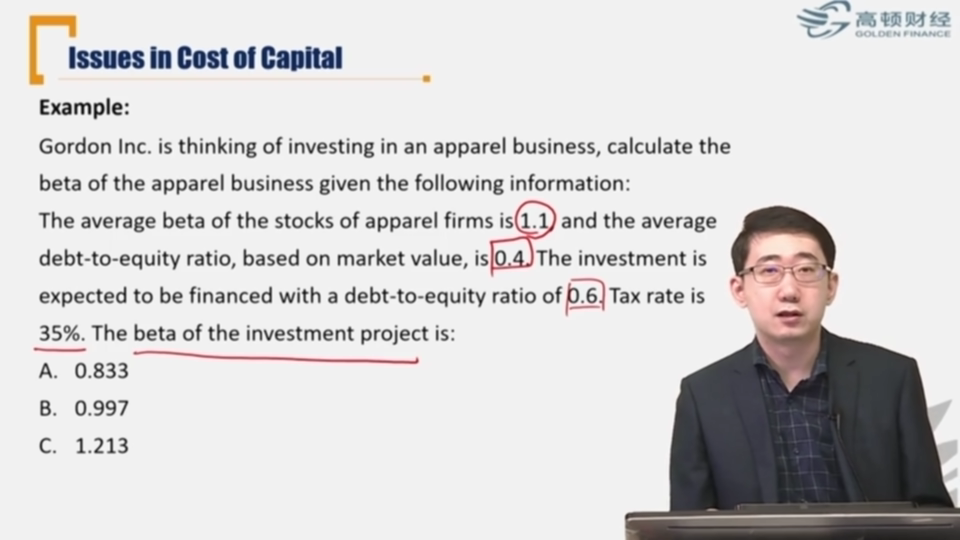 高顿财经
GOLDEN FINANCE
Issues in Cost of Capital
Example:
Gordon Inc. is thinking of investing in an apparel business, calculate the
beta of the apparel business given the following information:
The average beta of the stocks of apparel firms is 1.1, and the average
debt-to-equity ratio, based on market value, is 0.4. The investment is
expected to be financed with a debt-to-equity ratio of 0.6. Tax rate is
35%. The beta of the investment project is:
A. 0.833
B. 0.997
C. 1.213